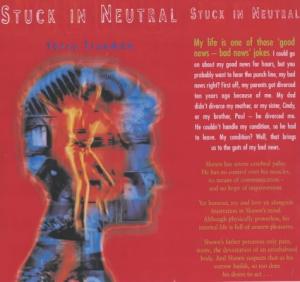 STUCK IN NEUTRAL
Terry Trueman
STUCK IN NEUTRAL
My life is one of those 'good
news – bad news' jokes. I could go
on about my good news for hours, but you
probably want to hear the punch line, my bad
news right? First off, my parents got divorced
ten years ago because of me. My dad
didn't divorce my mother, or my sister, Cindy,
or my brother, Paul – he divorced me.
He couldn't handle my condition, so he had
to leave. My condition? Well, that brings
us to the guts of my bad news.
Shawn has severe cerebral palsy.
He has no control over his muscles,
no means of communication –
and no hope of improvement.
Yet humour, joy and love sit alongside
frustration in Shawn's mind.
Although physically powerless, his
internal life is full of unseen pleasures.
Shawn's father perceives only pain,
waste, the devastation of an uninhabited
body. And Shawn suspects that as his
sorrow builds, so too does
his desire to act . . .